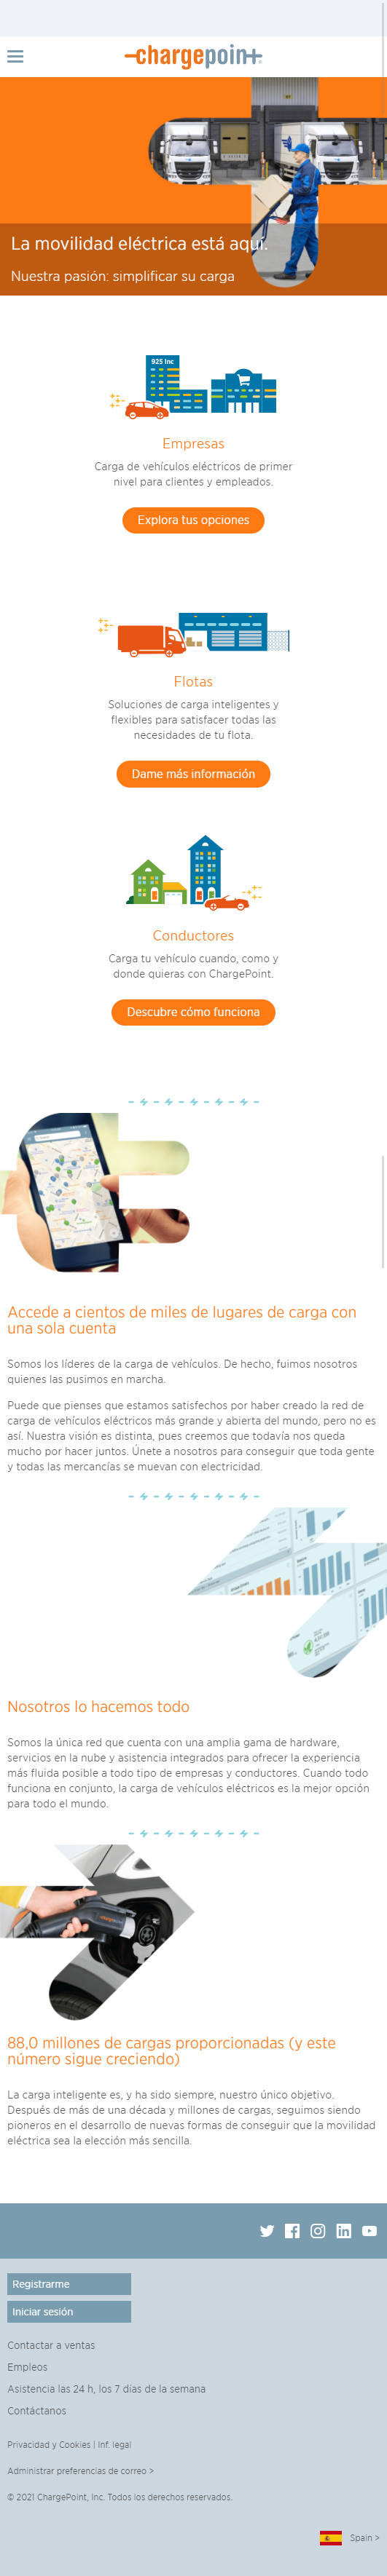 chargepoint
La movilidad eléctrica está aquí.
Nuestra pasión: simplificar su carga
925 Inc
Empresas
Carga de vehículos eléctricos de primer
nivel para clientes y empleados.
Explora tus opciones
Flotas
Soluciones de carga inteligentes y
flexibles para satisfacer todas las
necesidades de tu flota.
Dame más información
Conductores
Carga tu vehículo cuando, como y
donde quieras con ChargePoint.
Descubre cómo funciona
Accede a cientos de miles de lugares de carga con
una sola cuenta
Somos los líderes de la carga de vehículos. De hecho, fuimos nosotros
quienes las pusimos en marcha.
Puede que pienses que estamos satisfechos por haber creado la red de
carga de vehículos eléctricos más grande y abierta del mundo, pero no es
así. Nuestra visión es distinta, pues creemos que todavía nos queda
mucho por hacer juntos. Únete a nosotros para conseguir que toda gente
y todas las mercancías se muevan con electricidad.
Nosotros lo hacemos todo
Somos la única red que cuenta con una amplia gama de hardware,
servicios en la nube y asistencia integrados para ofrecer la experiencia
más fluida posible a todo tipo de empresas y conductores. Cuando todo
funciona en conjunto, la carga de vehículos eléctricos es la mejor opción
para todo el mundo.
88,0 millones de cargas proporcionadas (y este
número sigue creciendo)
La carga inteligente es, y ha sido siempre, nuestro único objetivo.
Después de más de una década y millones de cargas, seguimos siendo
pioneros en el desarrollo de nuevas formas de conseguir que la movilidad
eléctrica sea la elección más sencilla.
Registrarme
Iniciar sesión
Contactar a ventas
Empleos
Asistencia las 24 h, los 7 días de la semana
Contáctanos
Privacidad y Cookies | Inf. legal
Administrar preferencias de correo >
© 2021 ChargePoint, Inc. Todos los derechos reservados.
Spain >